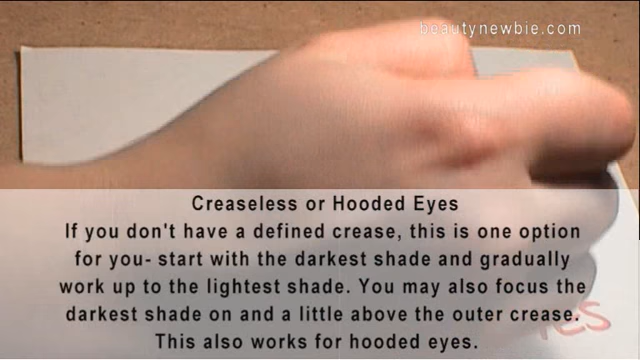 beautynewbie.com
Creaseless or Hooded Eyes
If you don't have a defined crease, this is one option
for you- start with the darkest shade and gradually
work up to the lightest shade. You may also focus the
darkest shade on and a little above the outer crease.
This also works for hooded eyes.